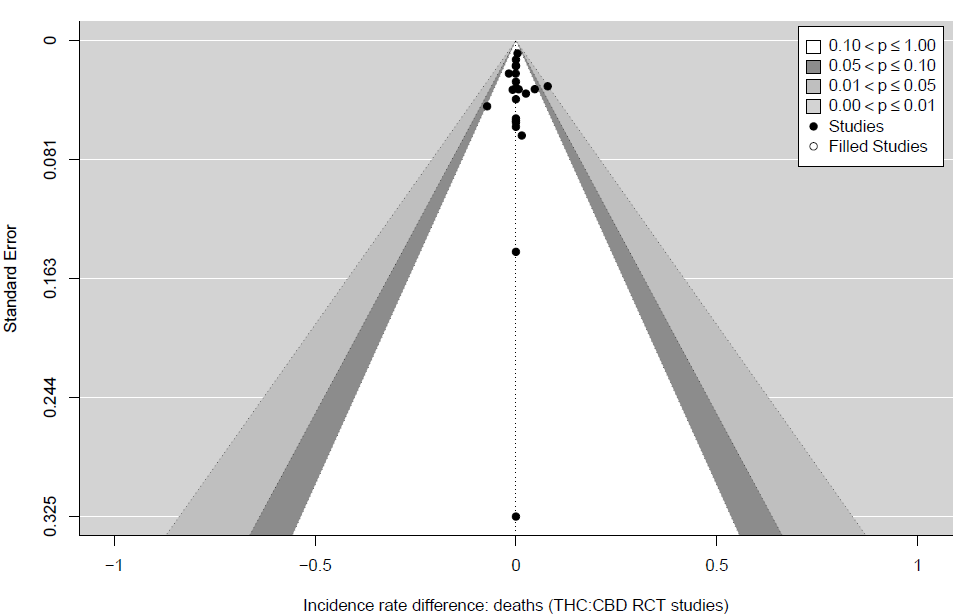 0.10 < p ≤ 1.00
0.05 < p ≤ 0.10
0.01 < p ≤ 0.05
0.00 < p ≤ 0.01
Studies
Filled Studies
Standard Error
0
0.081
0.163
0.244
0.325
−1
−0.5
0
0.5
1
Incidence rate difference: deaths (THC:CBD RCT studies)